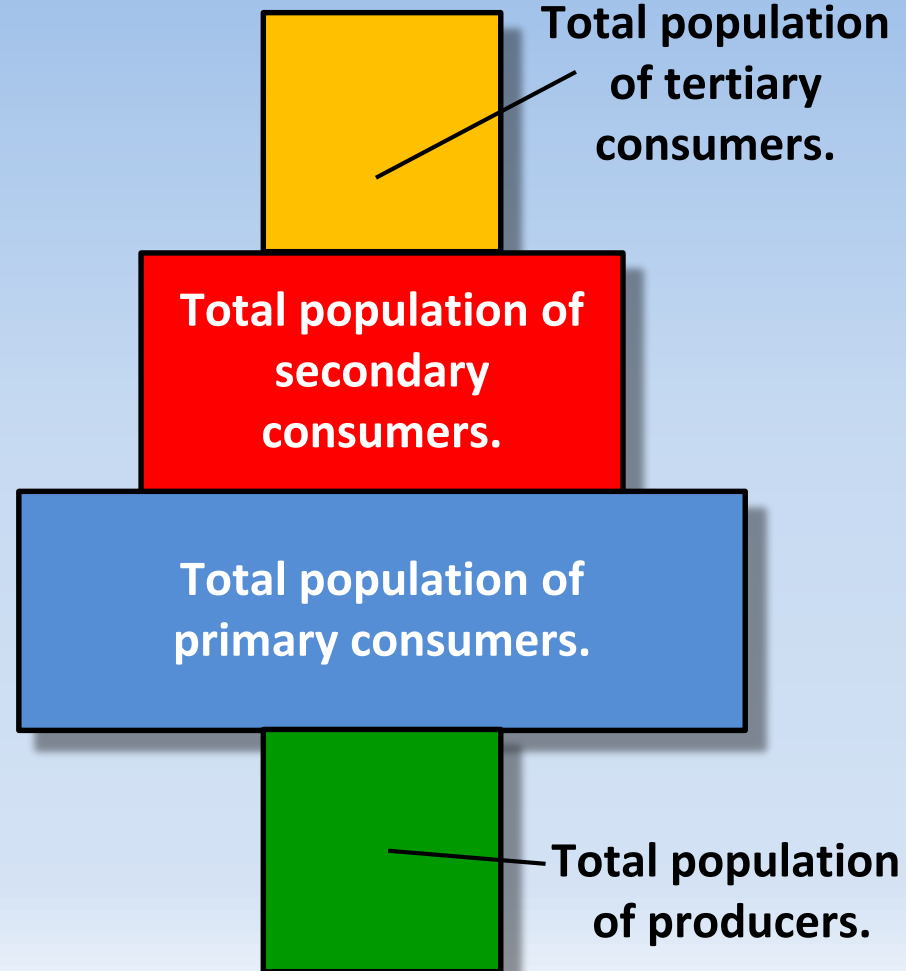 Total population
of tertiary
consumers.
Total population of
secondary
consumers.
Total population of
primary consumers.
Total population
of producers.